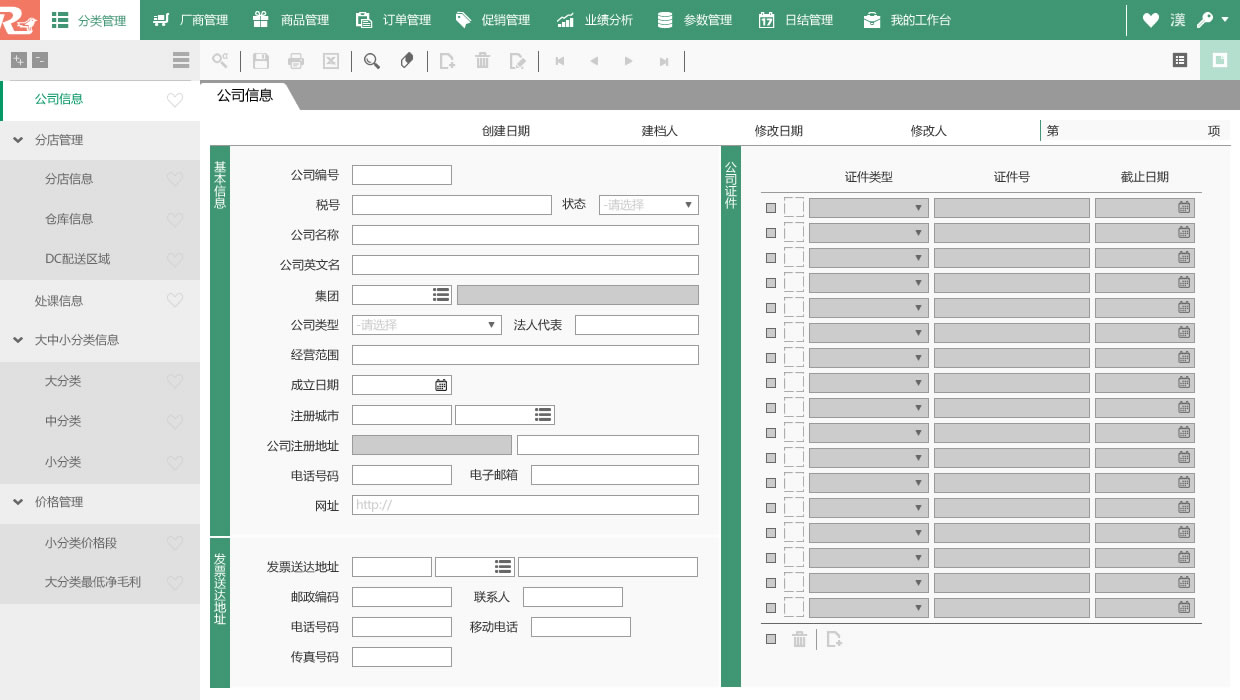 分类管理 厂商管理 商品管理 订单管理 促销管理 业绩分析 参数管理 日结管理 我的工作台 漢
公司信息
分店管理
分店信息
仓库信息
DC配送区域
处课信息
大中小分类信息
大分类
中分类
小分类
价格管理
小分类价格段
大分类最低净毛利
公司信息
创建日期 建档人 修改日期 修改人 第 项
基本信息
公司编号
税号 状态 -请选择
公司名称
公司英文名
集团
公司类型 -请选择 法人代表
经营范围
成立日期
注册城市
公司注册地址
电话号码 电子邮箱
网址 http://
发票送达地址
发票送达地址
邮政编码 联系人
电话号码 移动电话
传真号码
公司证件
证件类型 证件号 截止日期